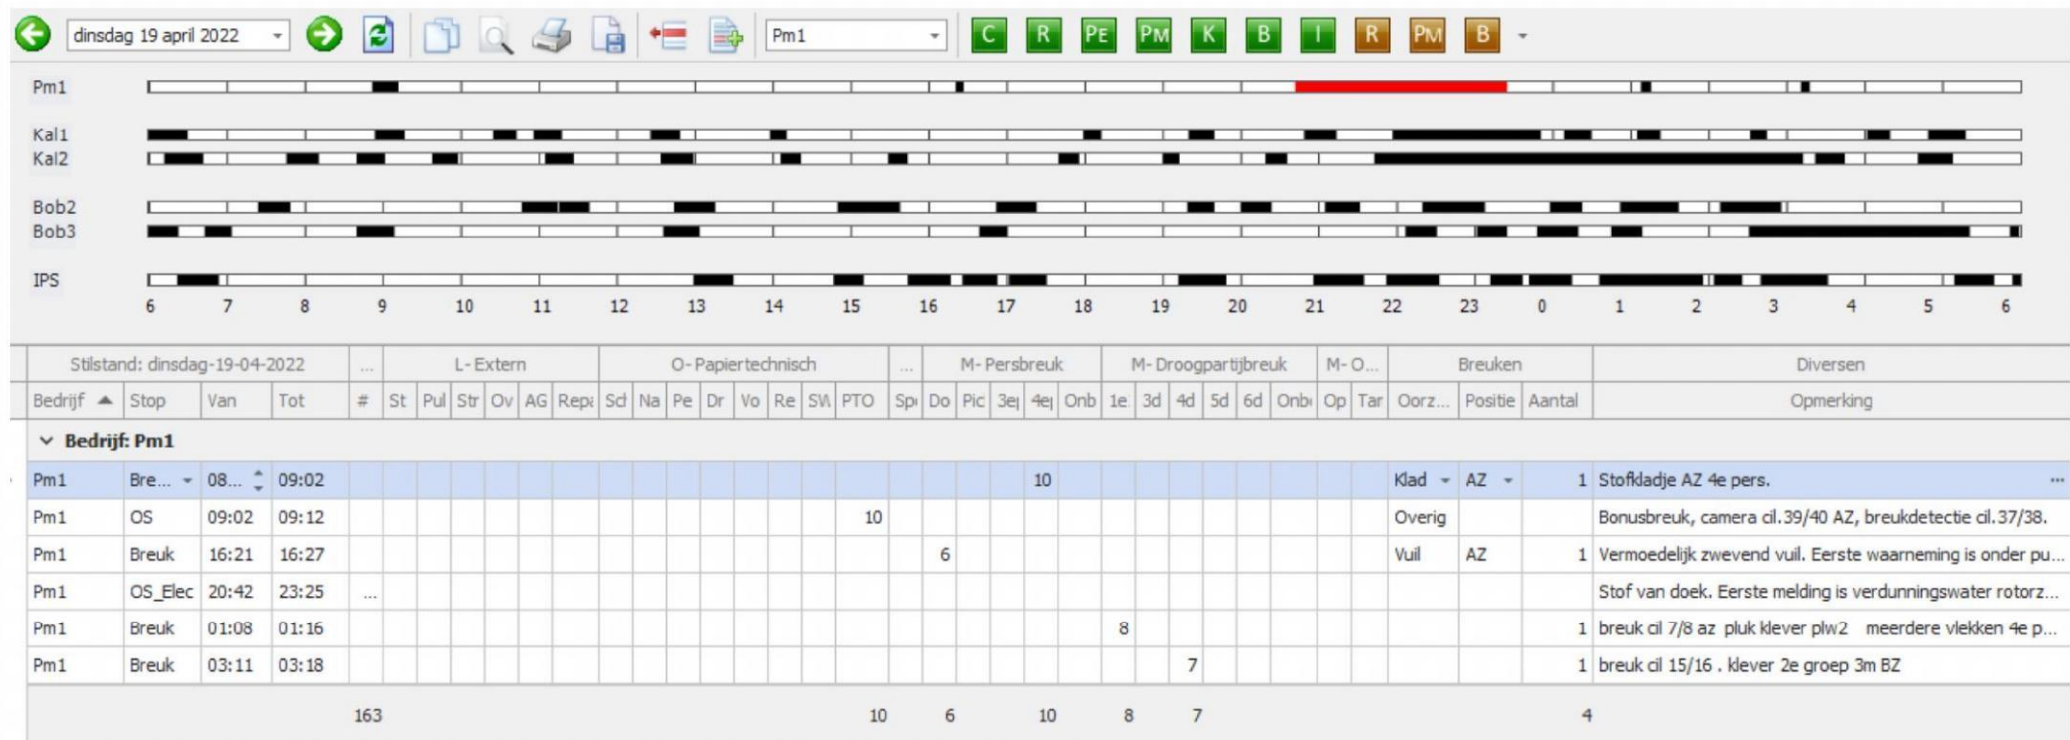 dinsdag 19 april 2022 Pm1 C R PE PM K B I R PM B
Pm1
Kal1
Kal2
Bob2
Bob3
IPS
6 7 8 9 10 11 12 13 14 15 16 17 18 19 20 21 22 23 0 1 2 3 4 5 6
Stilstand: dinsdag-19-04-2022 ... L- Extern O- Papiertechnisch ... M- Persbreuk M- Droogpartijbreuk M- O... Breuken Diversen
Bedrijf Stop Van Tot # St Pul Str Ov AG Repa Sch Na Pe Dr Vo Re SW PTO Spe Do Pic 3ep 4ep Onb 1e 3d 4d 5d 6d Onb Op Tar Oorz... Positie Aantal Opmerking
Bedrijf: Pm1
Pm1 Bre... 08... 09:02 10 Klad AZ 1 Stofkladje AZ 4e pers. ...
Pm1 OS 09:02 09:12 10 Overig Bonusbreuk, camera cil.39/40 AZ, breukdetectie cil.37/38.
Pm1 Breuk 16:21 16:27 6 Vuil AZ 1 Vermoedelijk zwevend vuil. Eerste waarneming is onder pu...
Pm1 OS_Elec 20:42 23:25 ... Stof van doek. Eerste melding is verdunningswater rotorz...
Pm1 Breuk 01:08 01:16 8 1 breuk cil 7/8 az pluk klever plw2 meerdere vlekken 4e p...
Pm1 Breuk 03:11 03:18 7 1 breuk cil 15/16 . klever 2e groep 3m BZ
163 10 6 10 8 7 4